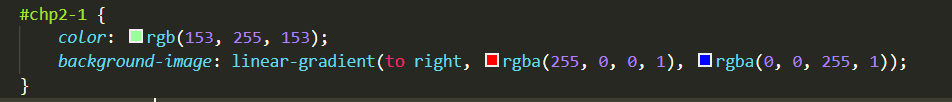 #chp2-1 {
color: rgb(153, 255, 153);
background-image: linear-gradient(to right, rgba(255, 0, 0, 1), rgba(0, 0, 255, 1));
}